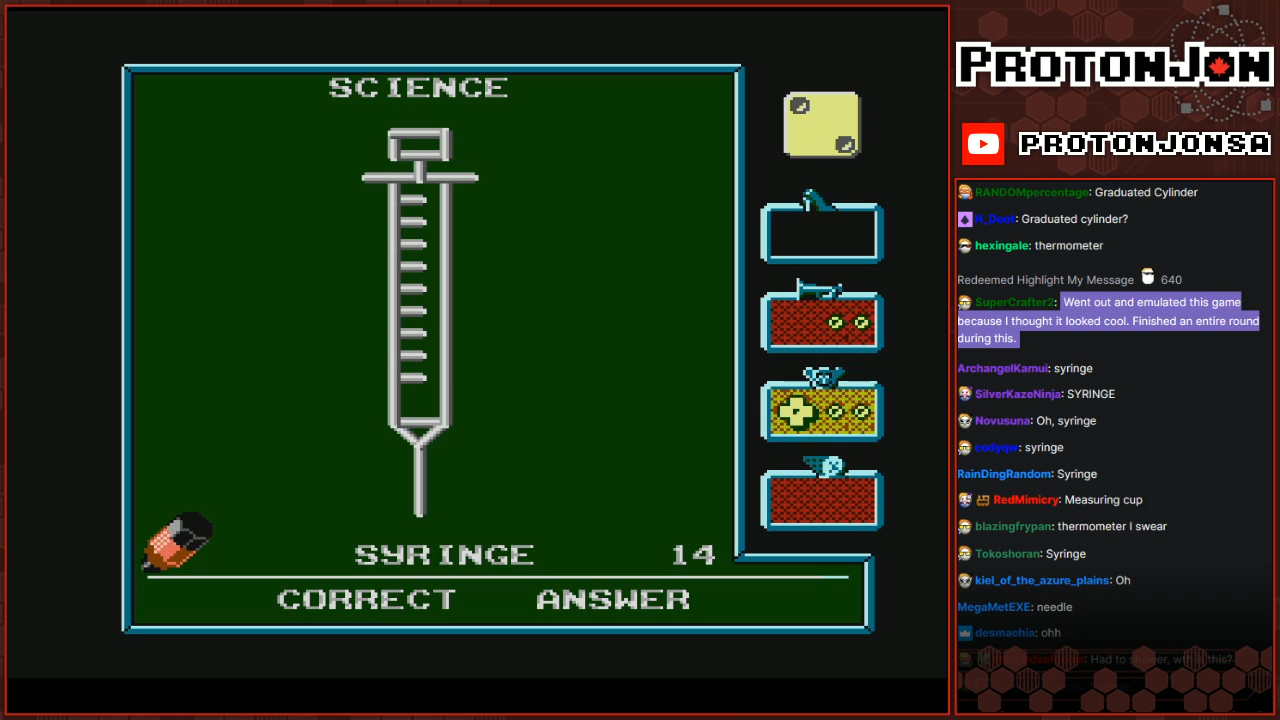 SCIENCE
SYRINGE 14
CORRECT ANSWER
PROTONJON
PROTONJONSA
RANDOMpercentage: Graduated Cylinder
Graduated cylinder?
hexingale: thermometer
Redeemed Highlight My Message 640
SuperCrafter2: Went out and emulated this game
because I thought it looked cool. Finished an entire round
during this.
ArchangelKamui: syringe
SilverKazeNinja: SYRINGE
Novusuna: Oh, syringe
codyqw: syringe
RainDingRandom: Syringe
RedMimicry: Measuring cup
blazingfrypan: thermometer I swear
Tokoshoran: Syringe
kiel_of_the_azure_plains: Oh
MegaMetEXE: needle
desmachia: ohh
Had to shower, wth is this?